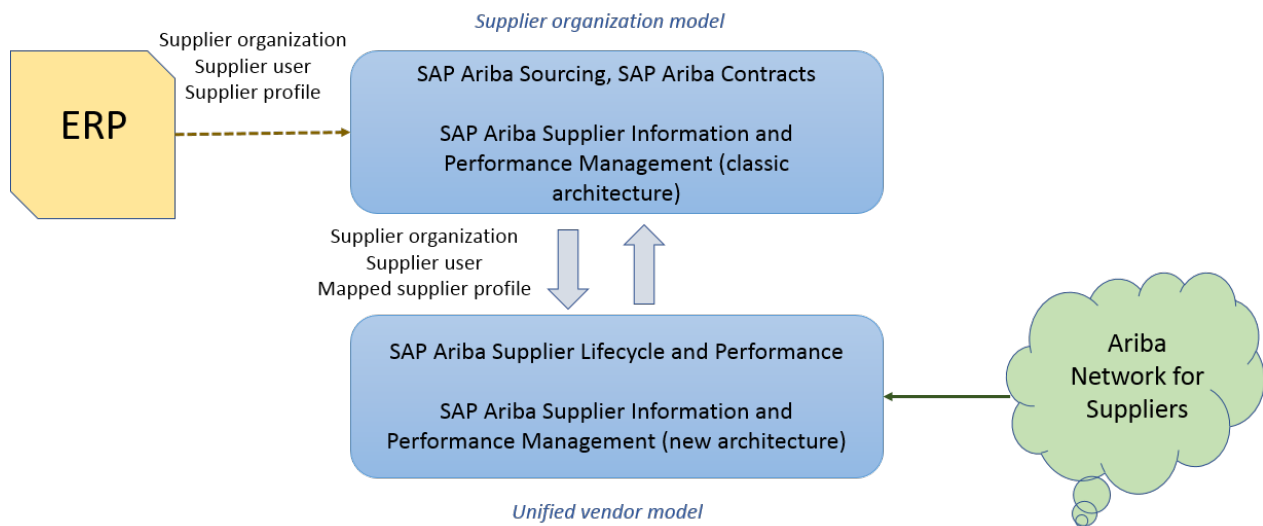 Supplier organization model
Supplier organization
Supplier user
Supplier profile
ERP
SAP Ariba Sourcing, SAP Ariba Contracts
SAP Ariba Supplier Information and
Performance Management (classic
architecture)
Supplier organization
Supplier user
Mapped supplier profile
SAP Ariba Supplier Lifecycle and Performance
SAP Ariba Supplier Information and
Performance Management (new architecture)
Ariba
Network for
Suppliers
Unified vendor model